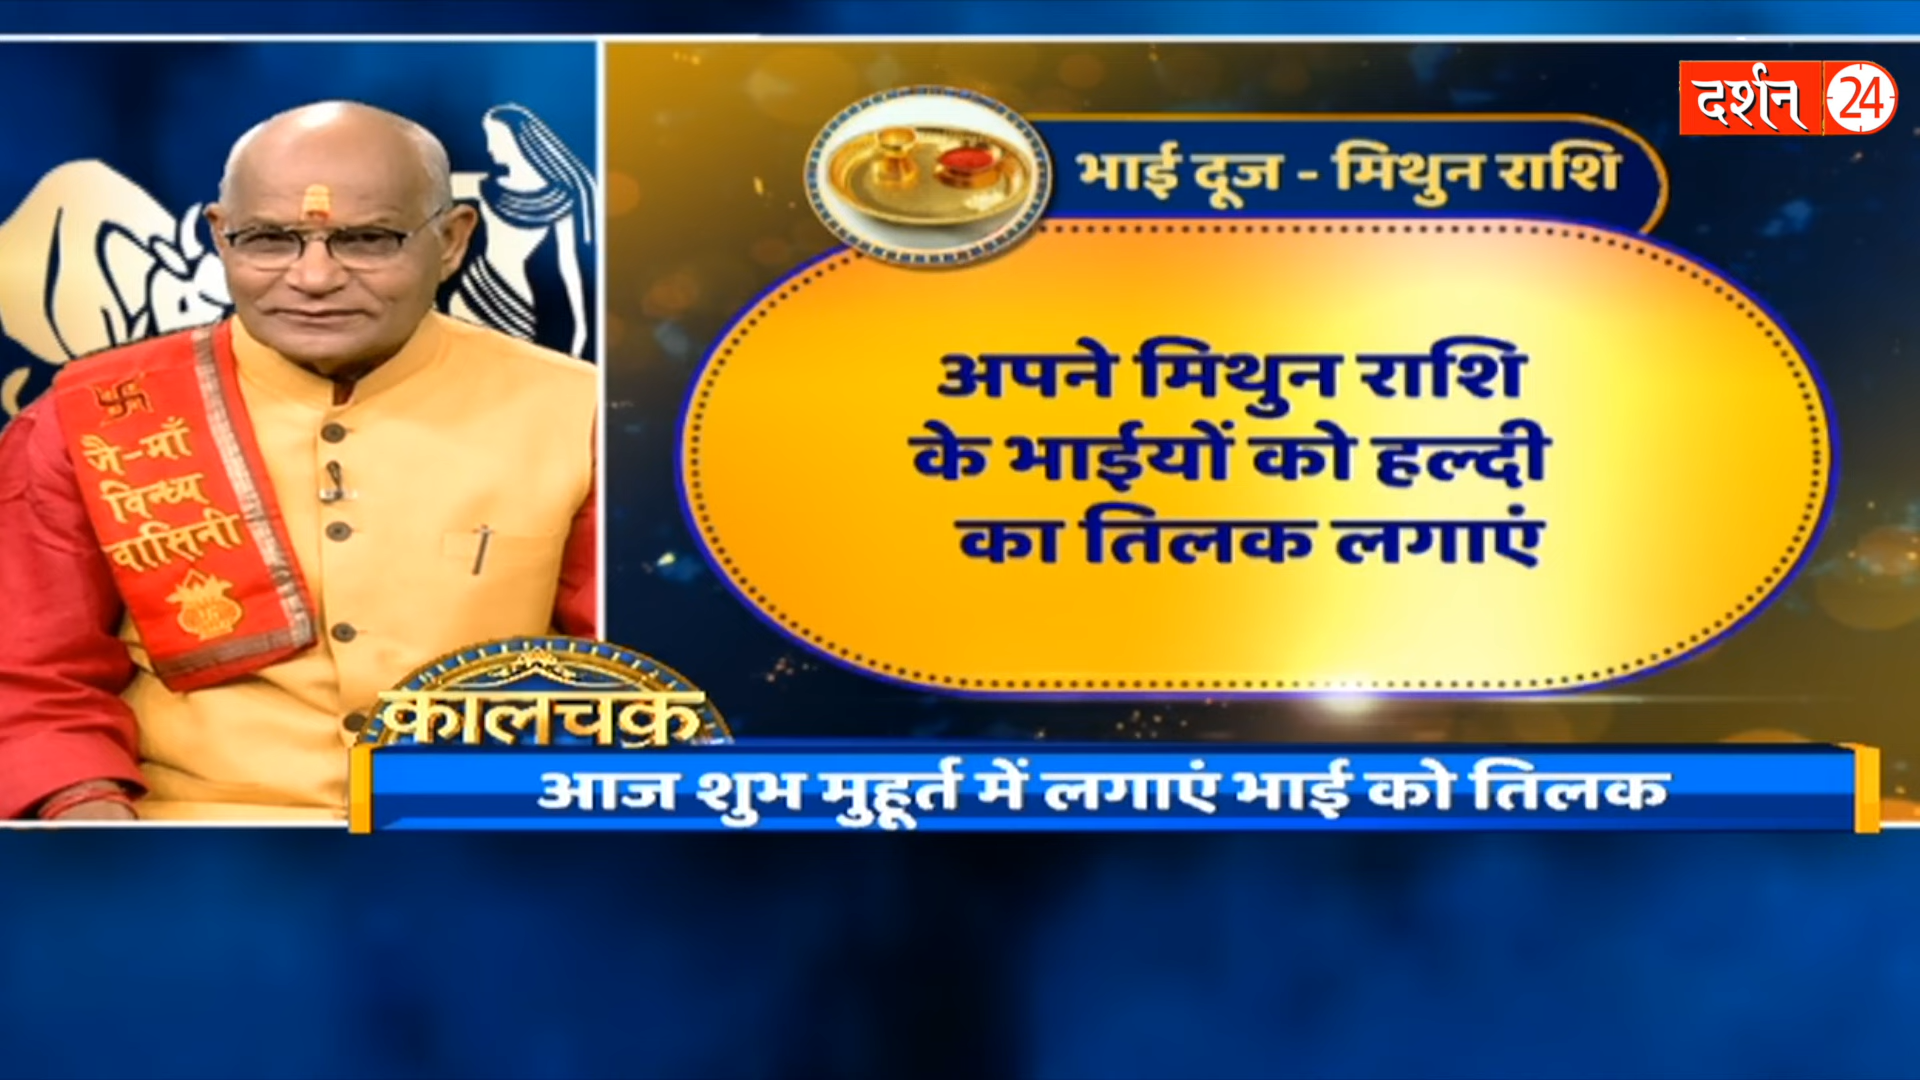 दर्शन 24
भाई दूज - मिथुन राशि
अपने मिथुन राशि
के भाईयों को हल्दी
का तिलक लगाएं
जै-माँ
विन्ध्य
वासिनी
कालचक्र
आज शुभ मुहूर्त में लगाएं भाई को तिलक